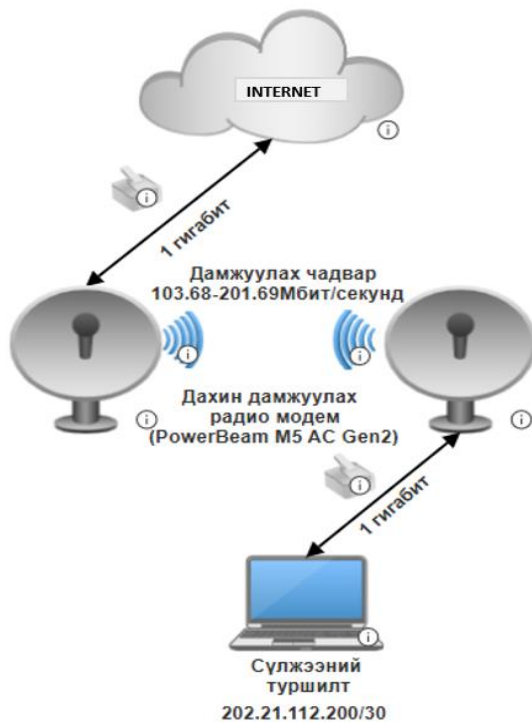 INTERNET
1 гигабит
Дамжуулах чадвар
103.68-201.69Мбит/секунд
Дахин дамжуулах
радио модем
(PowerBeam M5 AC Gen2)
1 гигабит
Сүлжээний
туршилт
202.21.112.200/30